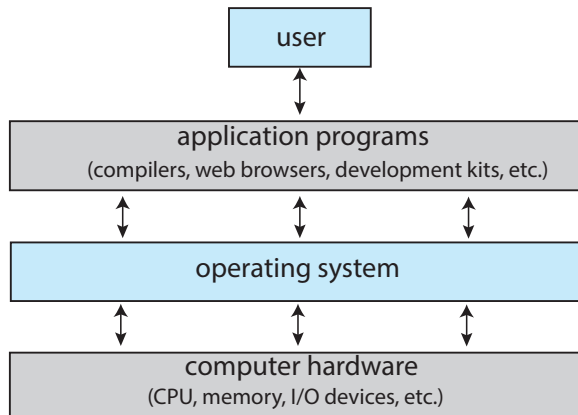 user
application programs
(compilers, web browsers, development kits, etc.)
operating system
computer hardware
(CPU, memory, I/O devices, etc.)